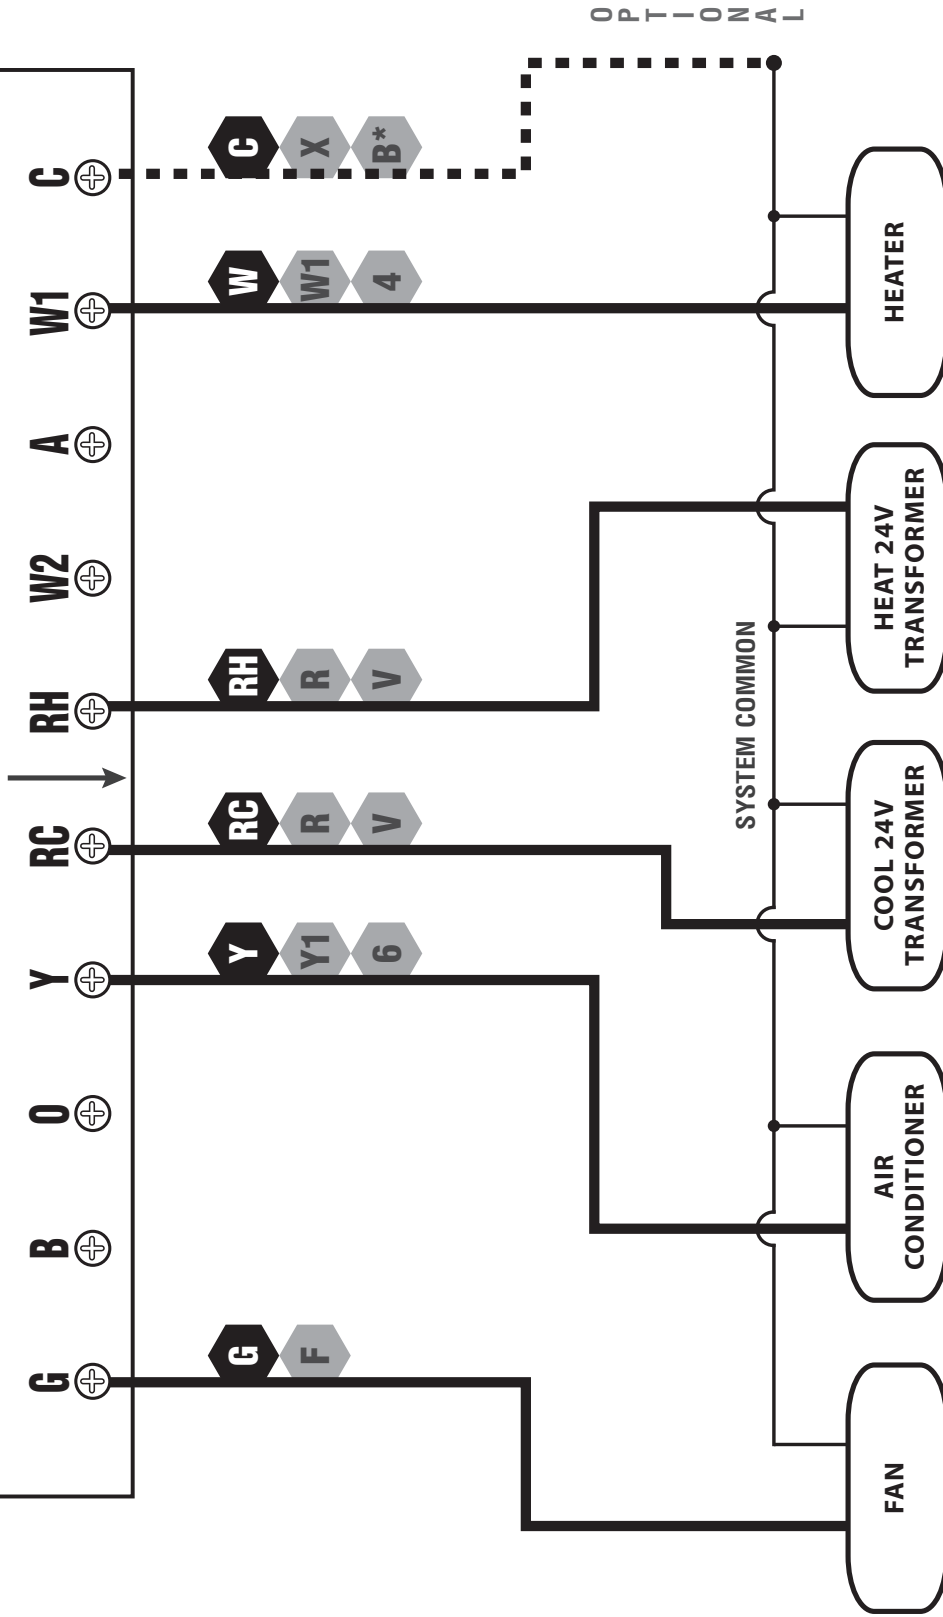 G B O Y RC RH W2 A W1 C
G Y RC RH W C
F Y1 R R W1 X
6 V V 4 B*
OPTIONAL
SYSTEM COMMON
FAN
AIR
CONDITIONER
COOL 24V
TRANSFORMER
HEAT 24V
TRANSFORMER
HEATER